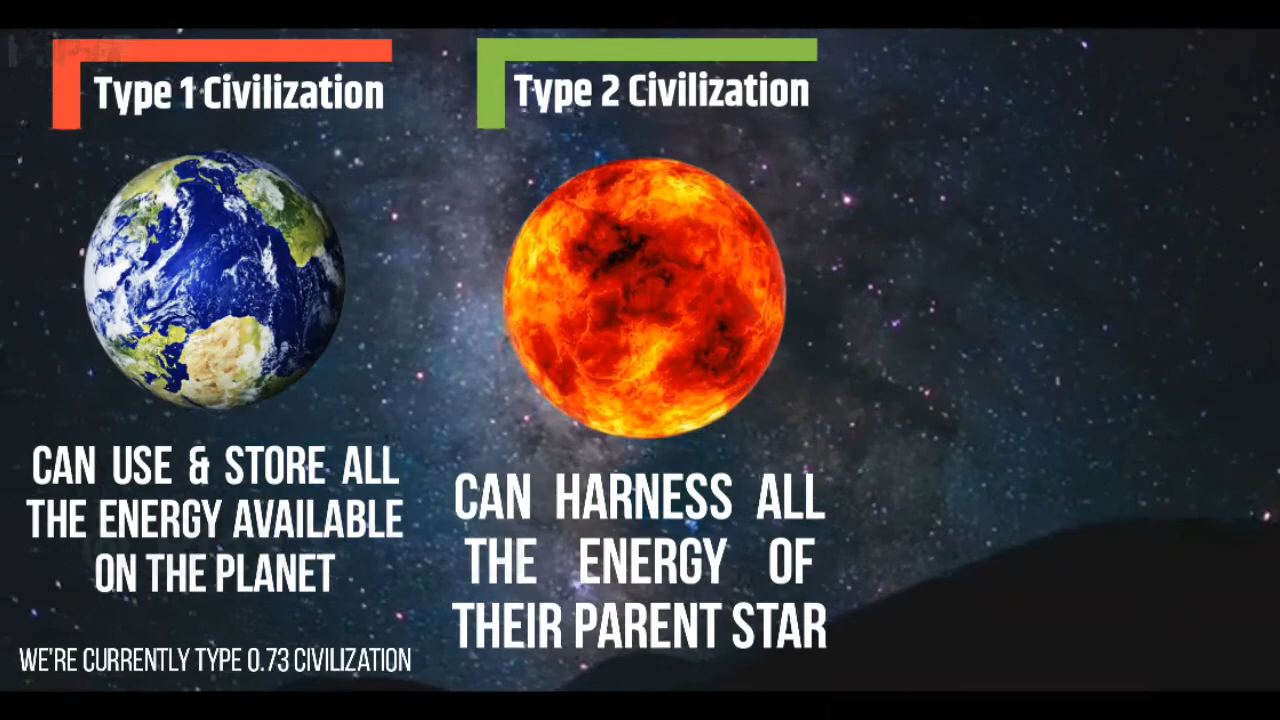 Type 1 Civilization
CAN USE & STORE ALL
THE ENERGY AVAILABLE
ON THE PLANET
WE'RE CURRENTLY TYPE 0.73 CIVILIZATION
Type 2 Civilization
CAN HARNESS ALL
THE ENERGY OF
THEIR PARENT STAR